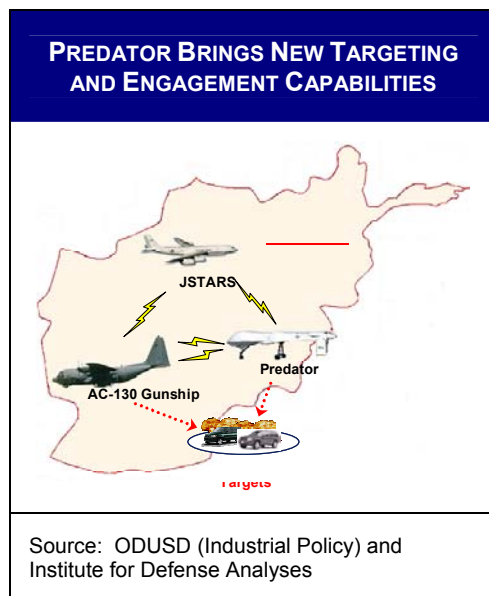 PREDATOR BRINGS NEW TARGETING
AND ENGAGEMENT CAPABILITIES
JSTARS
Predator
AC-130 Gunship
Targets
Source: ODUSD (Industrial Policy) and
Institute for Defense Analyses